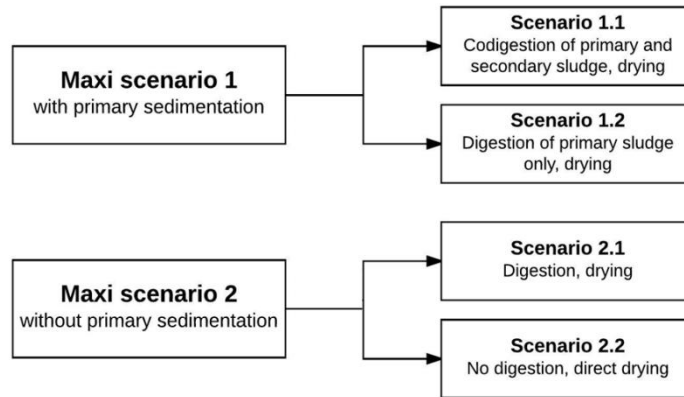 Maxi scenario 1
with primary sedimentation
Scenario 1.1
Codigestion of primary and
secondary sludge, drying
Scenario 1.2
Digestion of primary sludge
only, drying
Maxi scenario 2
without primary sedimentation
Scenario 2.1
Digestion, drying
Scenario 2.2
No digestion, direct drying